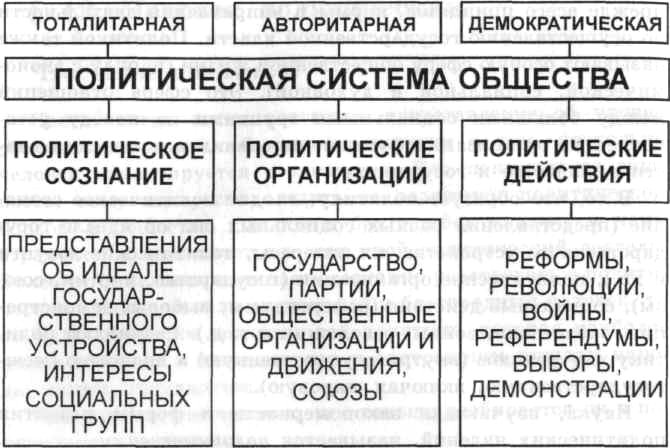 ТОТАЛИТАРНАЯ
АВТОРИТАРНАЯ
ДЕМОКРАТИЧЕСКАЯ
ПОЛИТИЧЕСКАЯ СИСТЕМА ОБЩЕСТВА
ПОЛИТИЧЕСКОЕ
СОЗНАНИЕ
ПОЛИТИЧЕСКИЕ
ОРГАНИЗАЦИИ
ПОЛИТИЧЕСКИЕ
ДЕЙСТВИЯ
ПРЕДСТАВЛЕНИЯ
ОБ ИДЕАЛЕ
ГОСУДАР-
СТВЕННОГО
УСТРОЙСТВА,
ИНТЕРЕСЫ
СОЦИАЛЬНЫХ
ГРУПП
ГОСУДАРСТВО,
ПАРТИИ,
ОБЩЕСТВЕННЫЕ
ОРГАНИЗАЦИИ И
ДВИЖЕНИЯ,
СОЮЗЫ
РЕФОРМЫ,
РЕВОЛЮЦИИ,
ВОЙНЫ,
РЕФЕРЕНДУМЫ,
ВЫБОРЫ,
ДЕМОНСТРАЦИИ